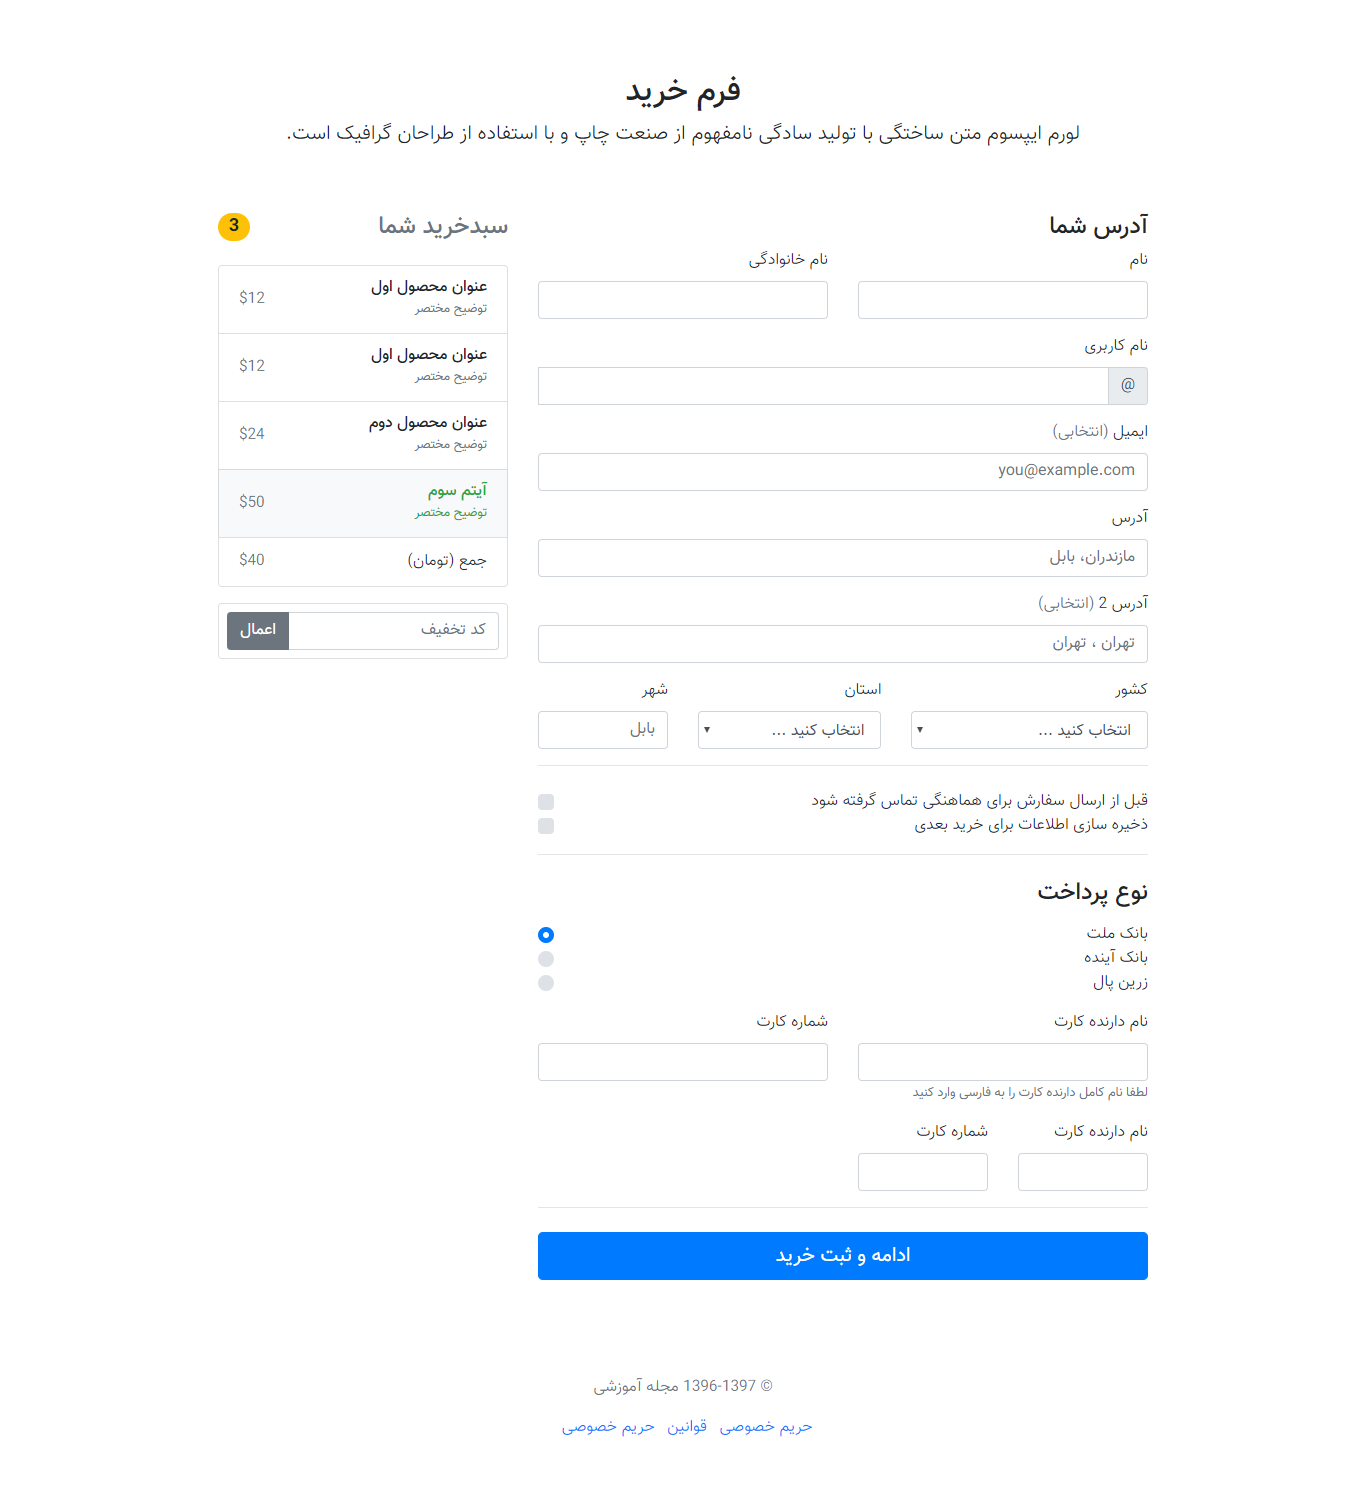 فرم خرید
لورم ایپسوم متن ساختگی با تولید سادگی نامفهوم از صنعت چاپ و با استفاده از طراحان گرافیک است.
آدرس شما
نام
نام خانوادگی
نام کاربری
@
ایمیل (انتخابی)
you@example.com
آدرس
مازندران، بابل
آدرس 2 (انتخابی)
تهران ، تهران
کشور
استان
شهر
انتخاب کنید ...
انتخاب کنید ...
بابل
قبل از ارسال سفارش برای هماهنگی تماس گرفته شود
ذخیره سازی اطلاعات برای خرید بعدی
نوع پرداخت
بانک ملت
بانک آینده
زرین پال
نام دارنده کارت
شماره کارت
لطفا نام کامل دارنده کارت را به فارسی وارد کنید
نام دارنده کارت
شماره کارت
ادامه و ثبت خرید
سبدخرید شما
3
عنوان محصول اول
توضیح مختصر
$12
عنوان محصول اول
توضیح مختصر
$12
عنوان محصول دوم
توضیح مختصر
$24
آیتم سوم
توضیح مختصر
$50
جمع (تومان)
$40
کد تخفیف
اعمال
© 1396-1397 مجله آموزشی
حریم خصوصی قوانین حریم خصوصی